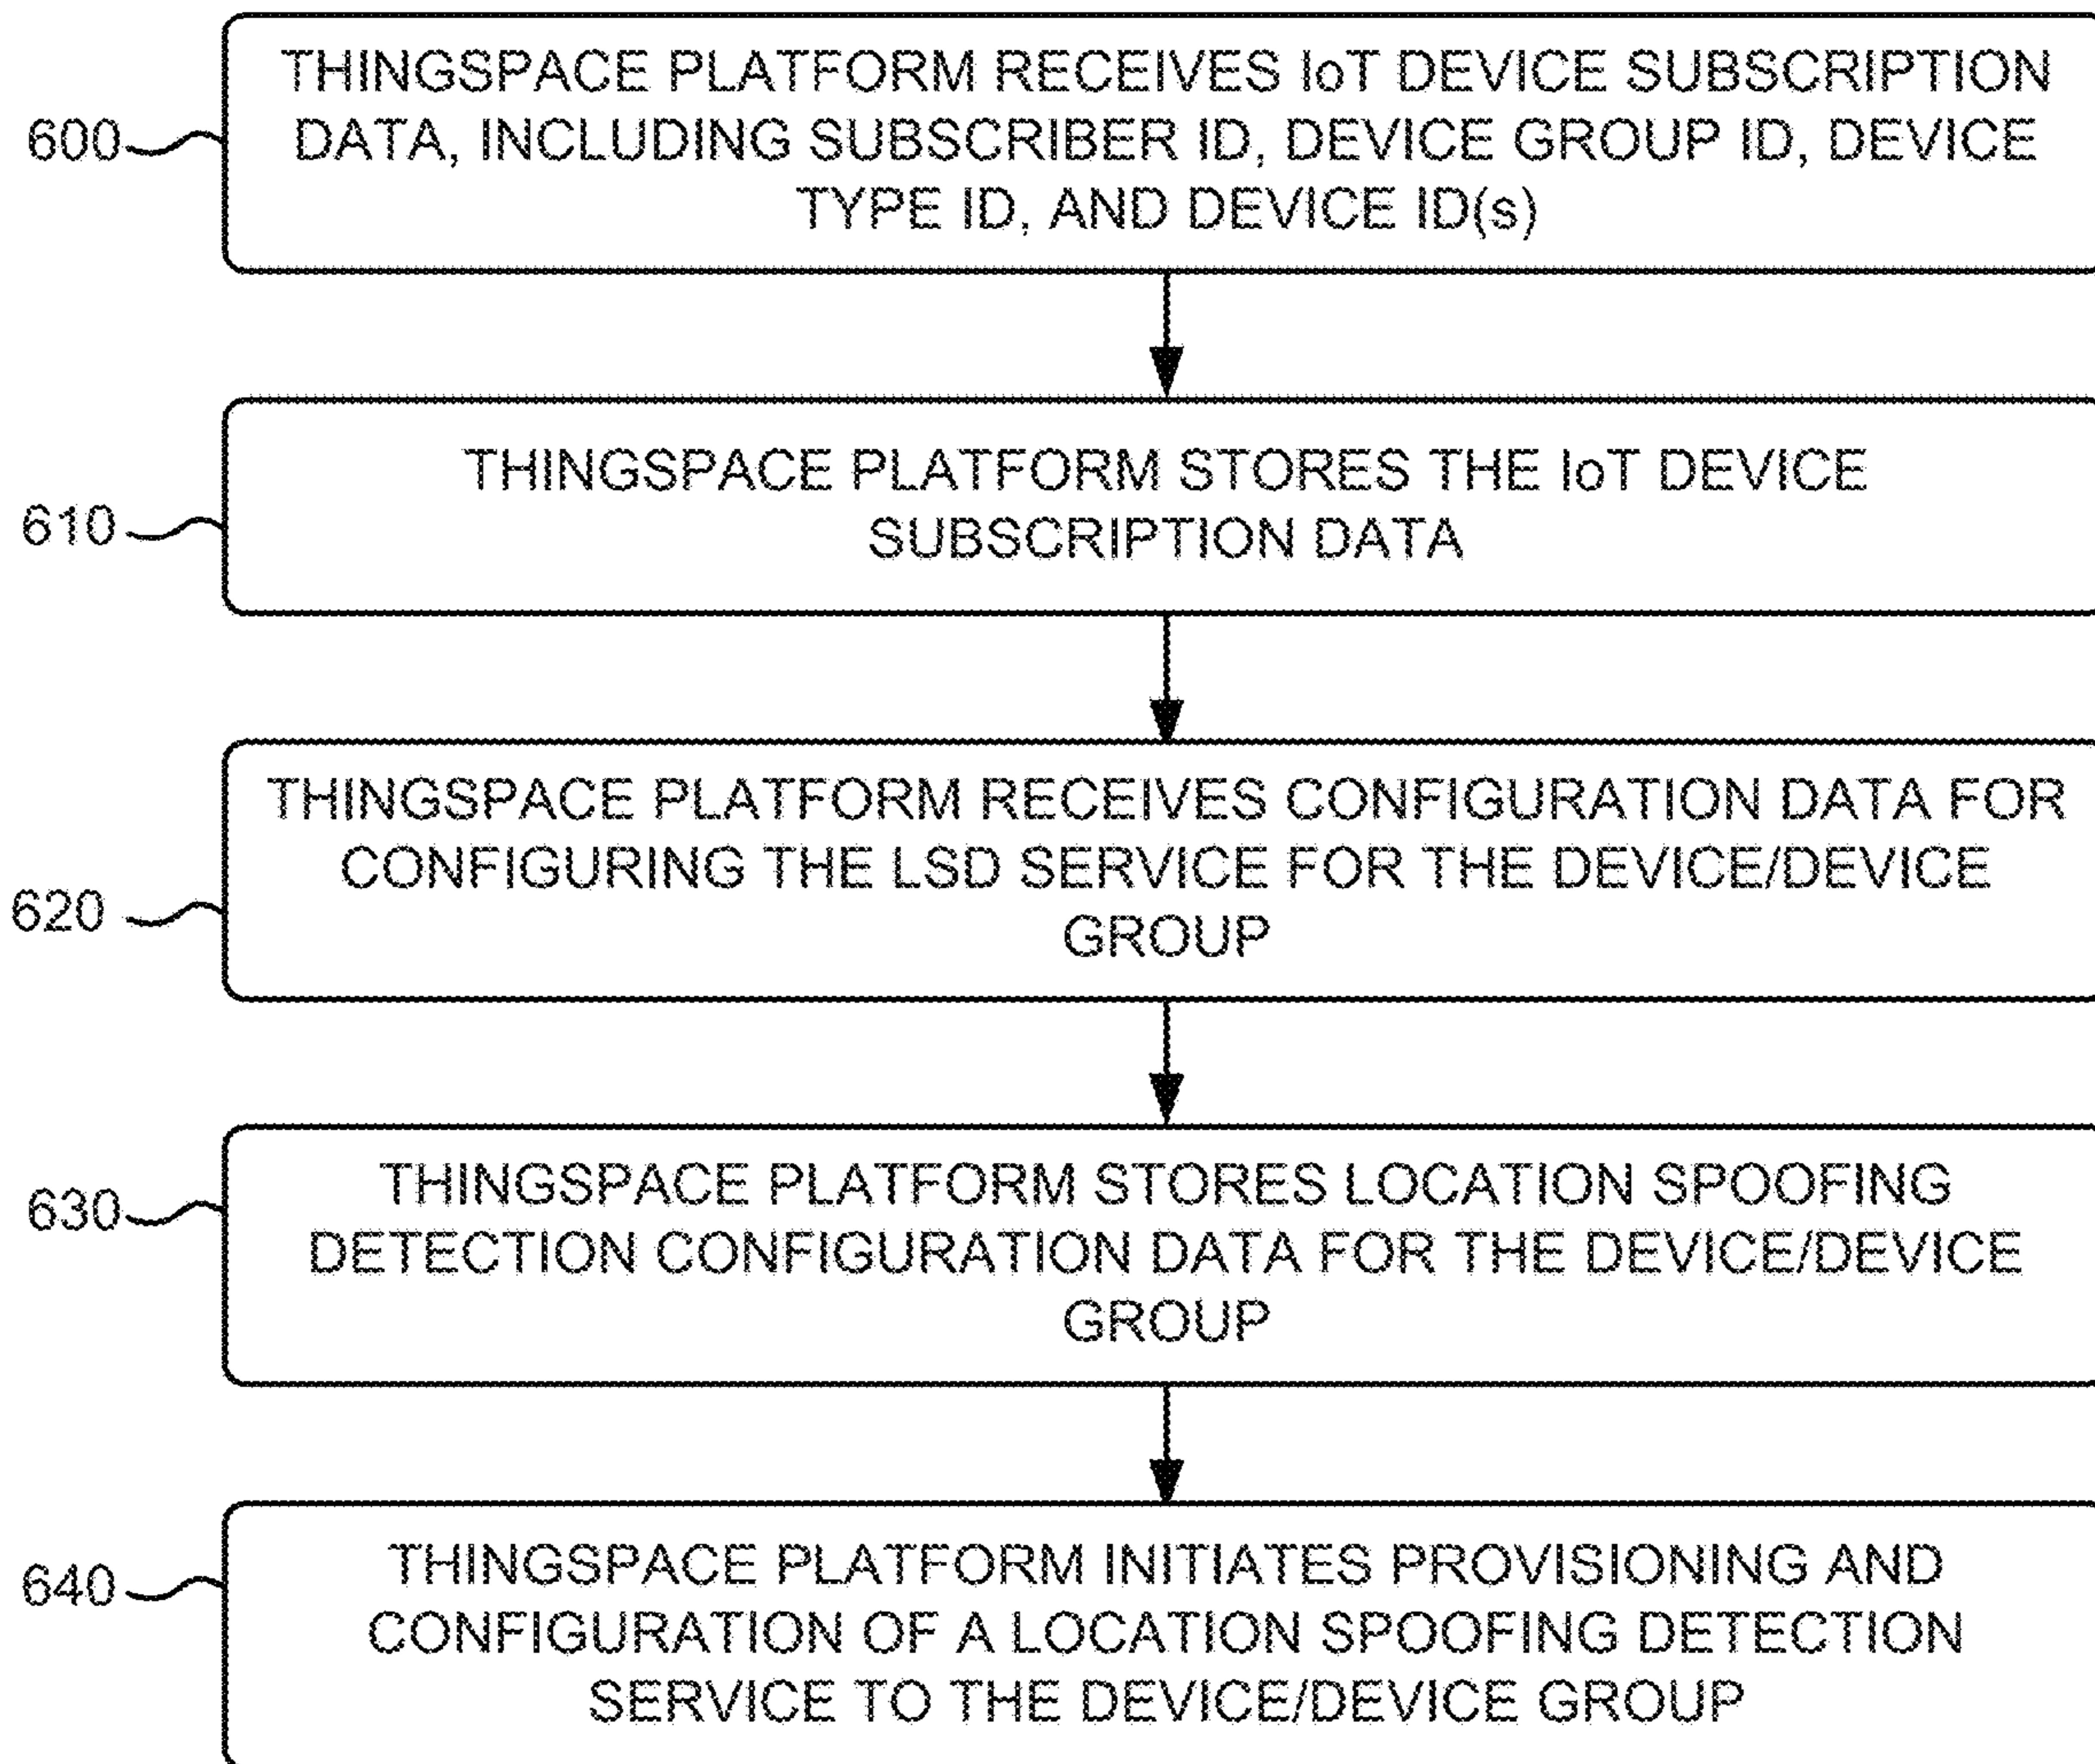 600
THINGSPACE PLATFORM RECEIVES IoT DEVICE SUBSCRIPTION
DATA, INCLUDING SUBSCRIBER ID, DEVICE GROUP ID, DEVICE
TYPE ID, AND DEVICE ID(s)
610
THINGSPACE PLATFORM STORES THE IoT DEVICE
SUBSCRIPTION DATA
620
THINGSPACE PLATFORM RECEIVES CONFIGURATION DATA FOR
CONFIGURING THE LSD SERVICE FOR THE DEVICE/DEVICE
GROUP
630
THINGSPACE PLATFORM STORES LOCATION SPOOFING
DETECTION CONFIGURATION DATA FOR THE DEVICE/DEVICE
GROUP
640
THINGSPACE PLATFORM INITIATES PROVISIONING AND
CONFIGURATION OF A LOCATION SPOOFING DETECTION
SERVICE TO THE DEVICE/DEVICE GROUP